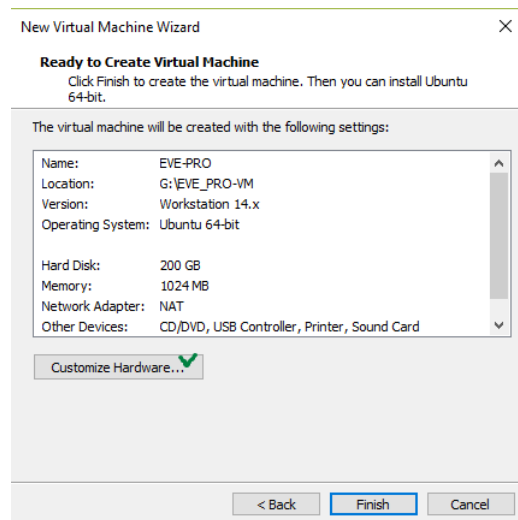 New Virtual Machine Wizard
Ready to Create Virtual Machine
Click Finish to create the virtual machine. Then you can install Ubuntu
64-bit.
The virtual machine will be created with the following settings:
Name: EVE-PRO
Location: G:\EVE_PRO-VM
Version: Workstation 14.x
Operating System: Ubuntu 64-bit
Hard Disk: 200 GB
Memory: 1024 MB
Network Adapter: NAT
Other Devices: CD/DVD, USB Controller, Printer, Sound Card
Customize Hardware...
< Back Finish Cancel